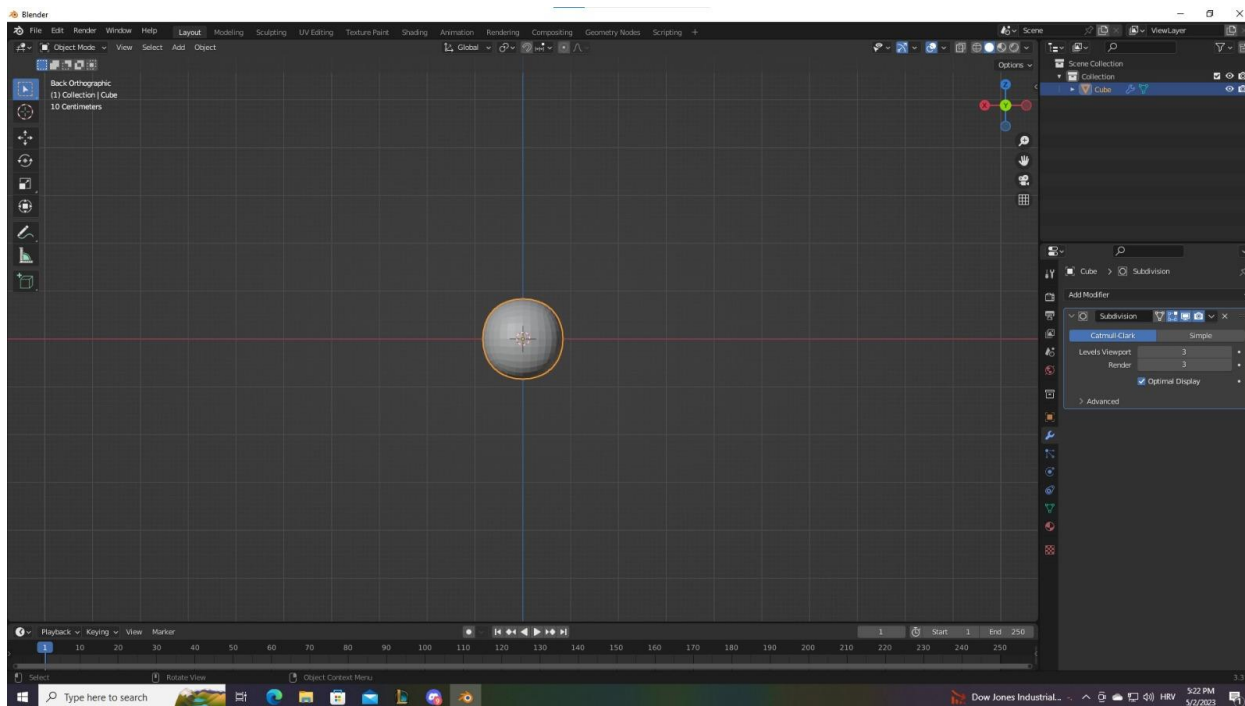 Blender
File Edit Render Window Help Layout Modeling Sculpting UV Editing Texture Paint Shading Animation Rendering Compositing Geometry Nodes Scripting + Scene ViewLayer
Object Mode View Select Add Object Global
Options
Back Orthographic
(1) Collection | Cube
10 Centimeters
Z
X
Y
Scene Collection
Collection
Cube
Cube > Subdivision
Add Modifier
Subdivision
Catmull-Clark Simple
Levels Viewport 3
Render 3
Optimal Display
> Advanced
Playback Keying View Marker 1 Start 1 End 250
1 10 20 30 40 50 60 70 80 90 100 110 120 130 140 150 160 170 180 190 200 210 220 230 240 250
Select Rotate View Object Context Menu 3.3
Type here to search Dow Jones Industrial... HRV 5:22 PM
5/2/2023